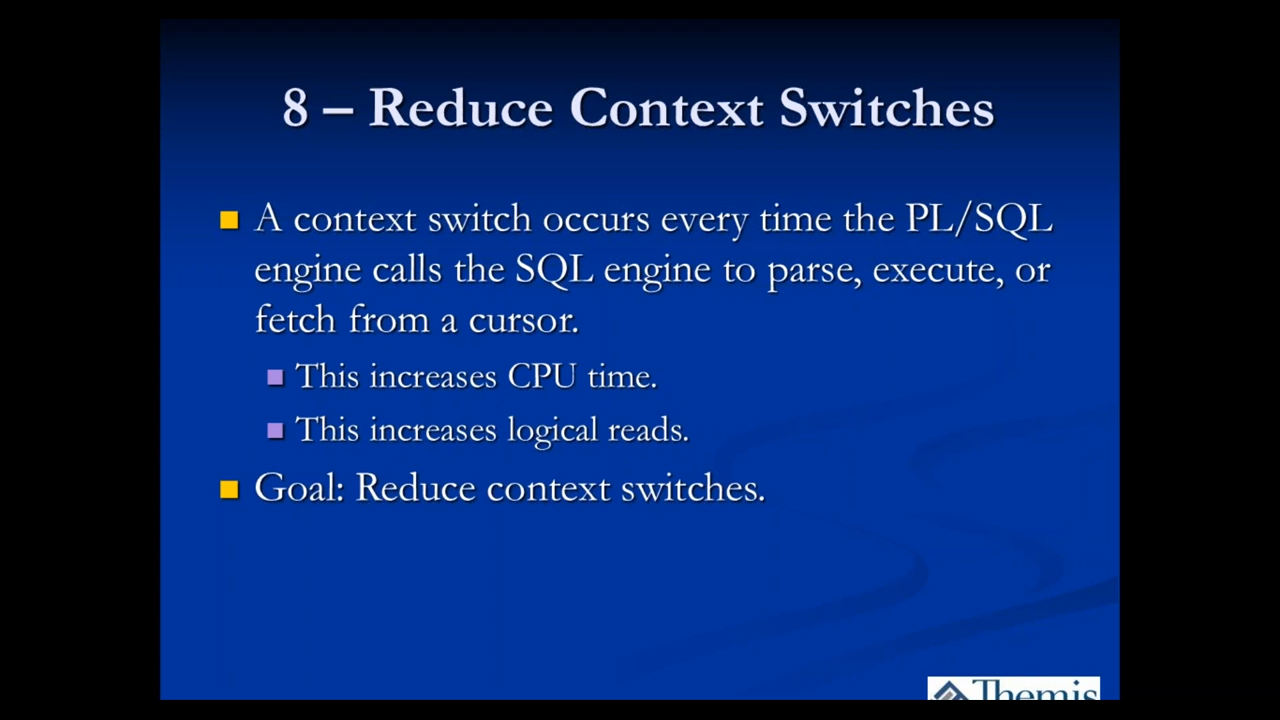 8 – Reduce Context Switches
A context switch occurs every time the PL/SQL
engine calls the SQL engine to parse, execute, or
fetch from a cursor.
This increases CPU time.
This increases logical reads.
Goal: Reduce context switches.
Themis